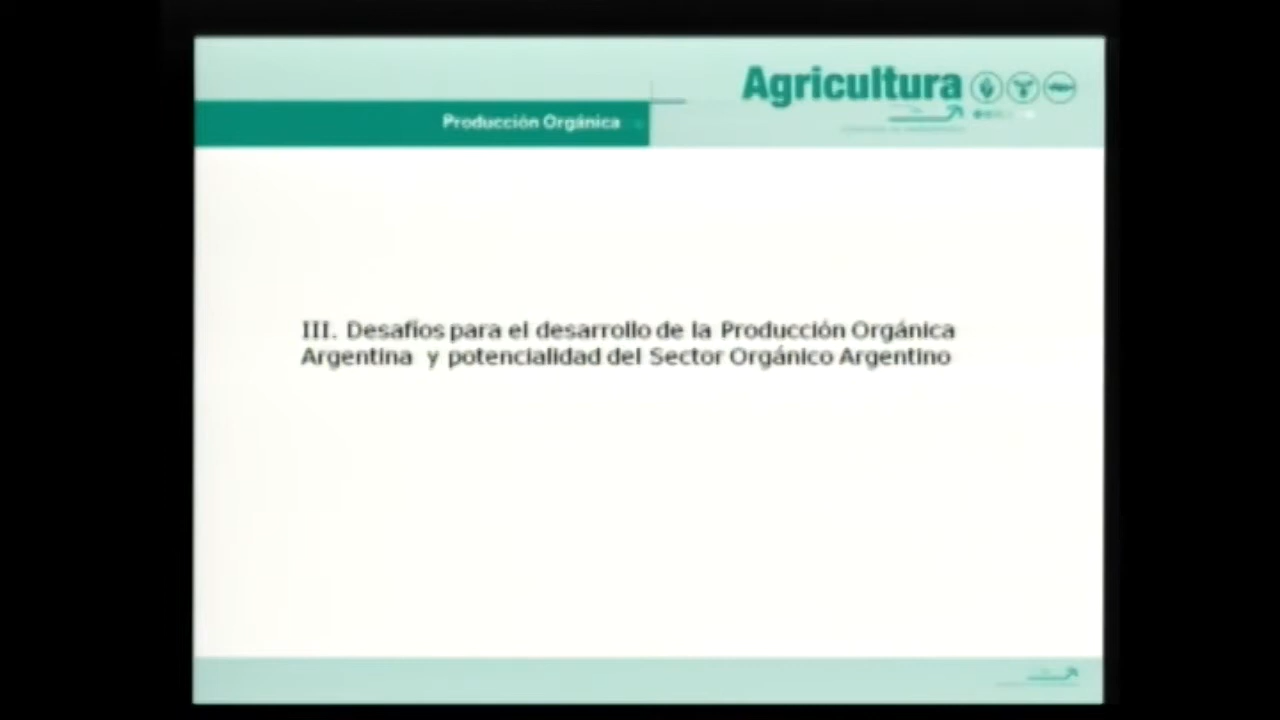 Agricultura
Producción Orgánica
III. Desafíos para el desarrollo de la Producción Orgánica
Argentina y potencialidad del Sector Orgánico Argentino